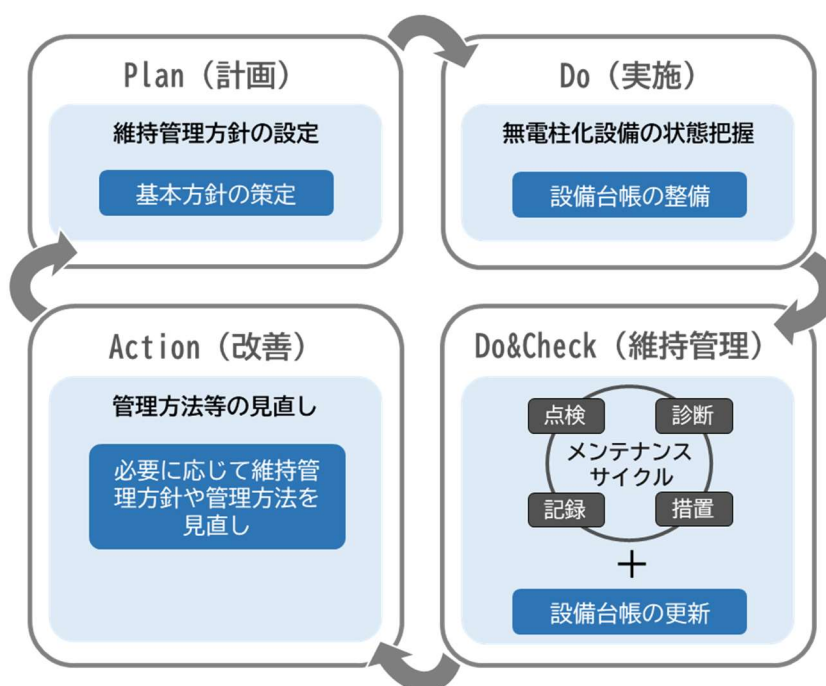 Plan（計画）
維持管理方針の設定
基本方針の策定
Do（実施）
無電柱化設備の状態把握
設備台帳の整備
Do&Check（維持管理）
点検
診断
メンテナンス
サイクル
記録
措置
＋
設備台帳の更新
Action（改善）
管理方法等の見直し
必要に応じて維持管
理方針や管理方法を
見直し